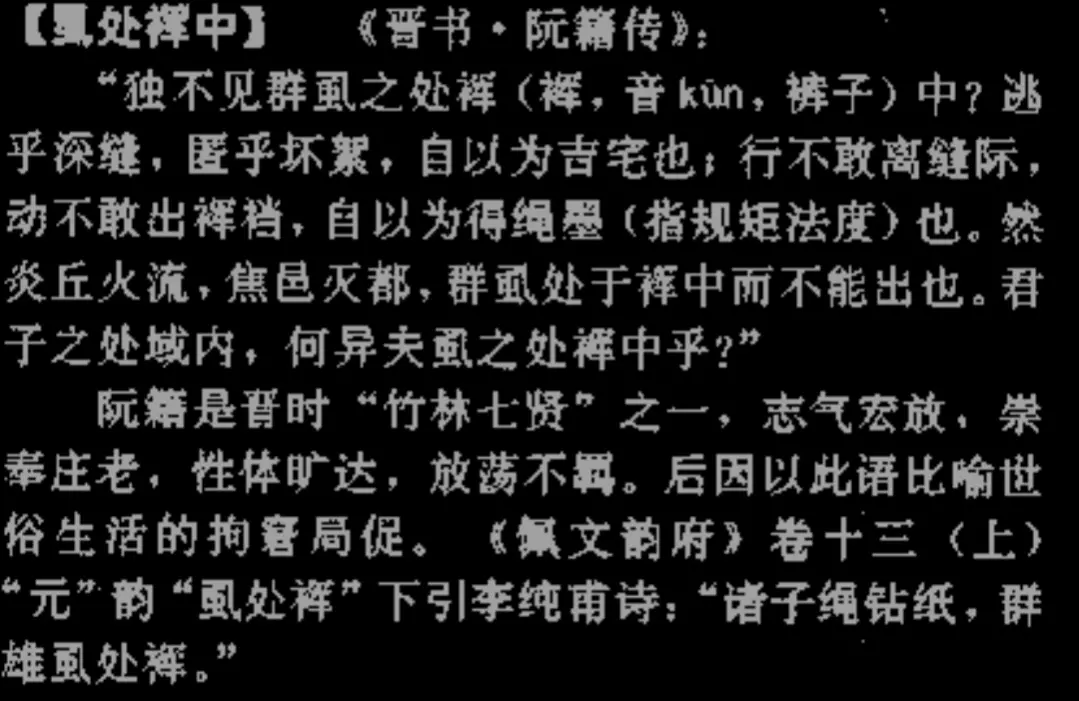 【虱处裈中】 《晋书·阮籍传》：
“独不见群虱之处裈（裈，音kūn，裤子）中？逃
乎深缝，匿乎坏絮，自以为吉宅也；行不敢离缝际，
动不敢出裈裆，自以为得绳墨（指规矩法度）也。然
炎丘火流，焦邑灭都，群虱处于裈中而不能出也。君
子之处域内，何异夫虱之处裈中乎？”
阮籍是晋时“竹林七贤”之一，志气宏放，崇
奉庄老，性体旷达，放荡不羁。后因以此语比喻世
俗生活的拘窘局促。《佩文韵府》卷十三（上）
“元”韵“虱处裈”下引李纯甫诗：“诸子绳钻纸，群
雄虱处裈。”